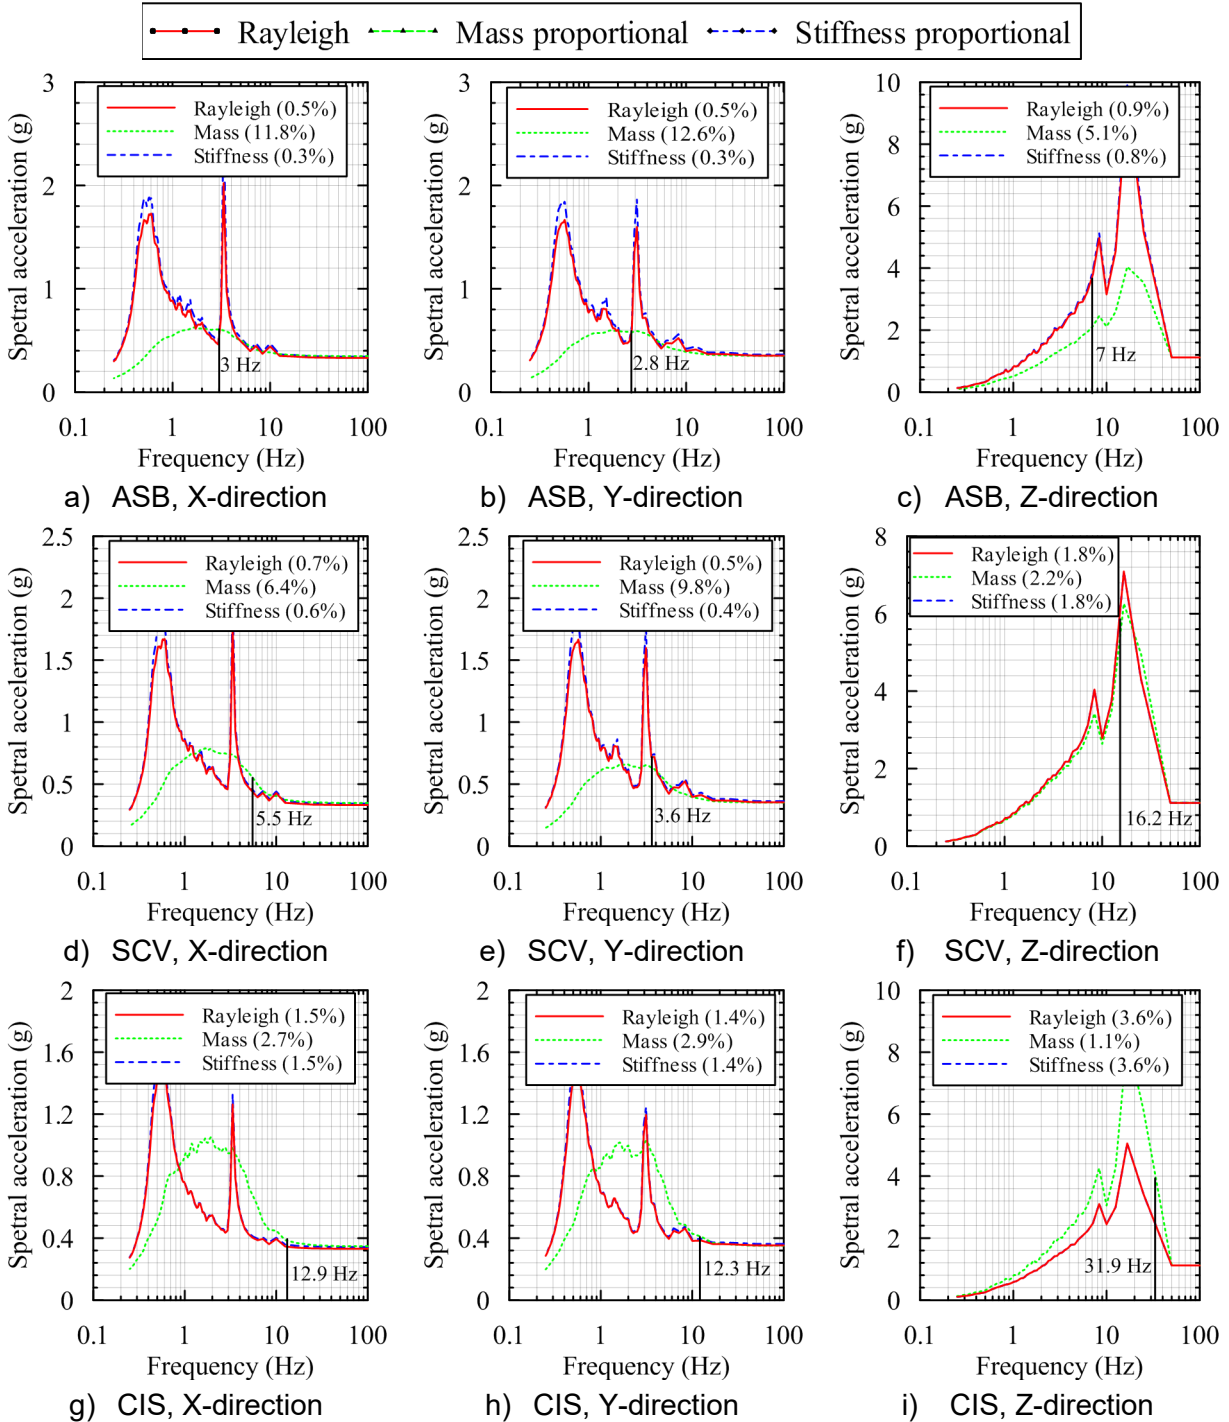 Rayleigh Mass proportional Stiffness proportional
3 3 10
Rayleigh (0.5%) Rayleigh (0.5%) Rayleigh (0.9%)
Mass (11.8%) Mass (12.6%) Mass (5.1%)
Stiffness (0.3%) Stiffness (0.3%) Stiffness (0.8%)
8
2 2
6
4
1 1
2
3 Hz 2.8 Hz 7 Hz
0 0 0
0.1 1 10 100 0.1 1 10 100 0.1 1 10 100
Spetral acceleration (g) Spetral acceleration (g) Spetral acceleration (g)
Frequency (Hz) Frequency (Hz) Frequency (Hz)
a) ASB, X-direction b) ASB, Y-direction c) ASB, Z-direction
2.5 2.5 8
Rayleigh (0.7%) Rayleigh (0.5%) Rayleigh (1.8%)
Mass (6.4%) Mass (9.8%) Mass (2.2%)
Stiffness (0.6%) Stiffness (0.4%) Stiffness (1.8%)
2 2
6
1.5 1.5
4
1 1
2
0.5 0.5
5.5 Hz 3.6 Hz 16.2 Hz
0 0 0
0.1 1 10 100 0.1 1 10 100 0.1 1 10 100
Spetral acceleration (g) Spetral acceleration (g) Spetral acceleration (g)
Frequency (Hz) Frequency (Hz) Frequency (Hz)
d) SCV, X-direction e) SCV, Y-direction f) SCV, Z-direction
2 2 10
Rayleigh (1.5%) Rayleigh (1.4%) Rayleigh (3.6%)
Mass (2.7%) Mass (2.9%) Mass (1.1%)
Stiffness (1.5%) Stiffness (1.4%) Stiffness (3.6%)
1.6 1.6 8
6
1.2 1.2
4
0.8 0.8
2
0.4 0.4
12.9 Hz 12.3 Hz 31.9 Hz
0 0 0
0.1 1 10 100 0.1 1 10 100 0.1 1 10 100
Spetral acceleration (g) Spetral acceleration (g) Spetral acceleration (g)
Frequency (Hz) Frequency (Hz) Frequency (Hz)
g) CIS, X-direction h) CIS, Y-direction i) CIS, Z-direction